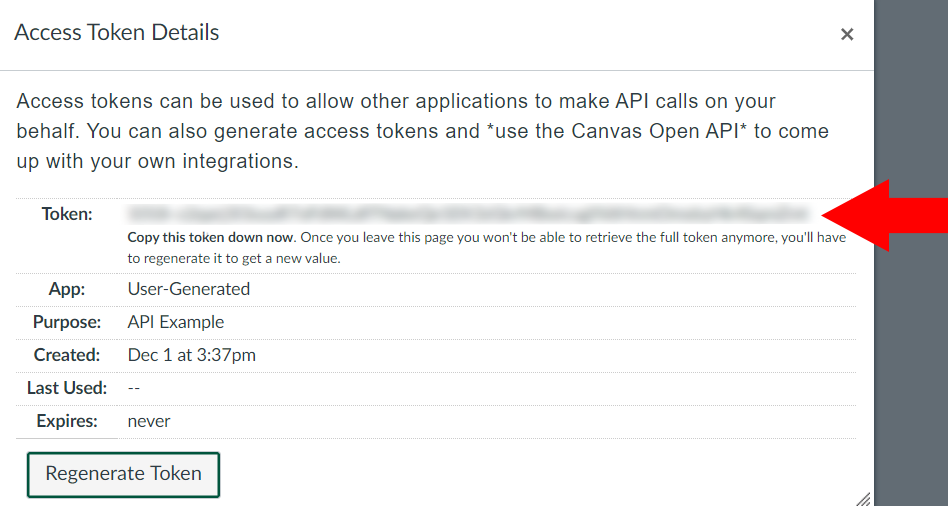 Access Token Details
×
Access tokens can be used to allow other applications to make API calls on your
behalf. You can also generate access tokens and *use the Canvas Open API* to come
up with your own integrations.
Token:
Copy this token down now. Once you leave this page you won't be able to retrieve the full token anymore, you'll have
to regenerate it to get a new value.
App: User-Generated
Purpose: API Example
Created: Dec 1 at 3:37pm
Last Used: --
Expires: never
Regenerate Token